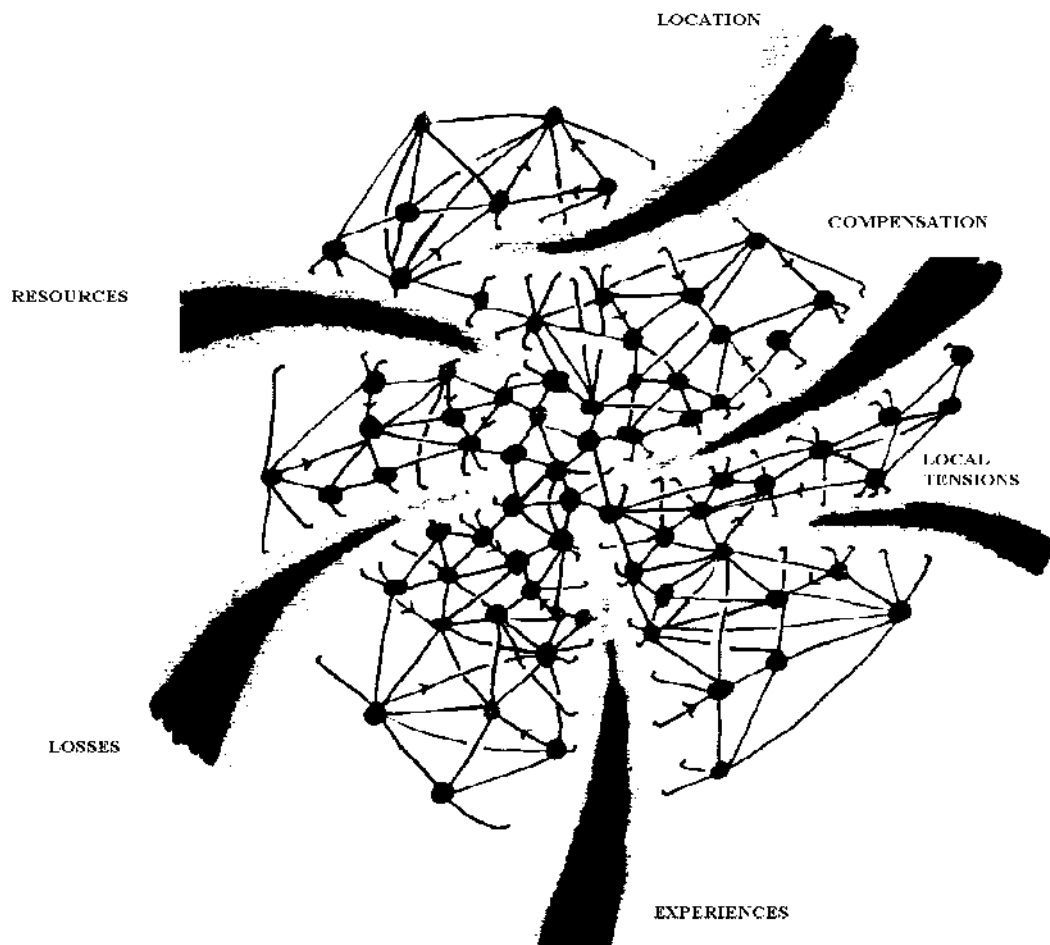 LOCATION
COMPENSATION
RESOURCES
LOCAL
TENSIONS
LOSSES
EXPERIENCES